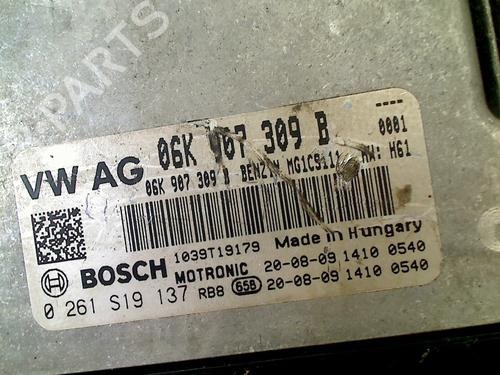 PARTS
06K 907 309 B
----
0001
VW AG
06K 907 309 B BENZIN MG1CS111 HW: H61
1039T19179 Made in Hungary
BOSCH MOTRONIC 20-08-09 1410 0540
0 261 S19 137 RB8 65B 20-08-09 1410 0540